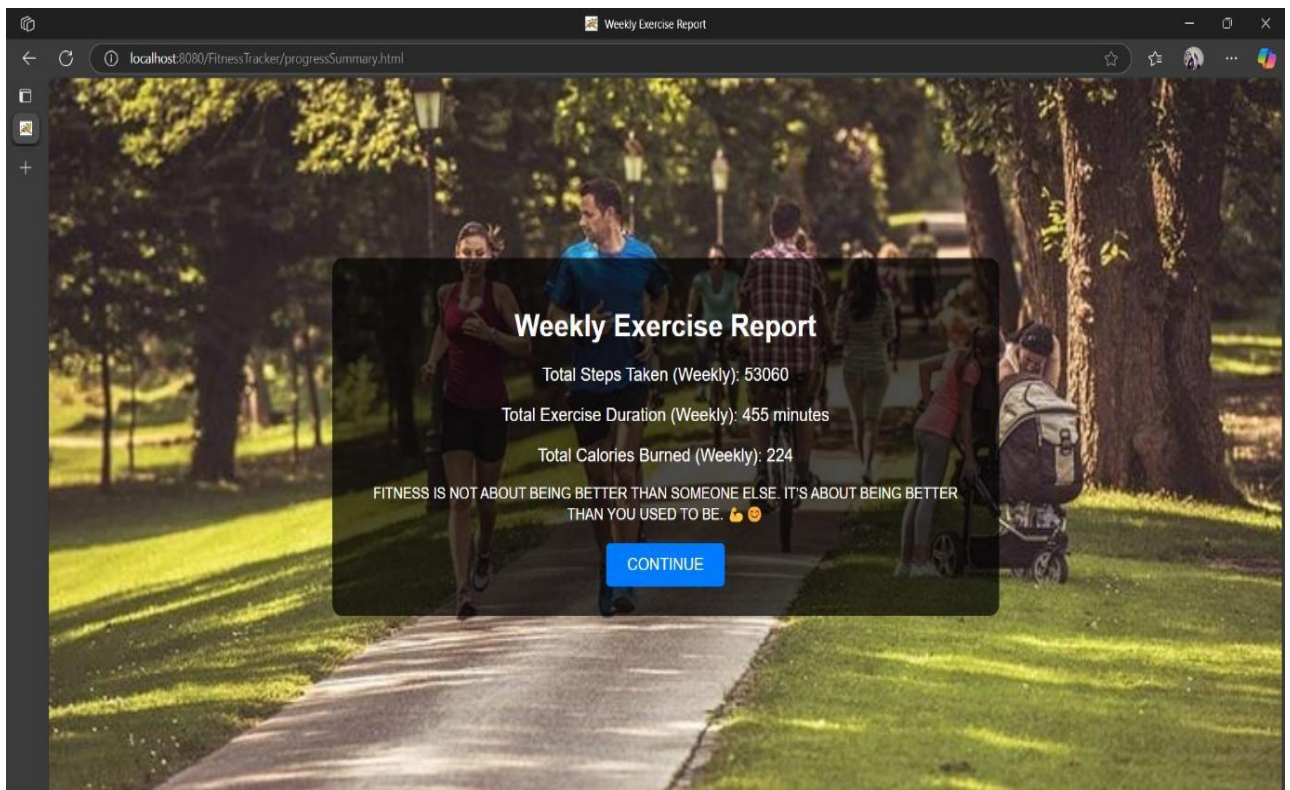 Weekly Exercise Report
localhost:8080/FitnessTracker/progressSummary.html
Weekly Exercise Report
Total Steps Taken (Weekly): 53060
Total Exercise Duration (Weekly): 455 minutes
Total Calories Burned (Weekly): 224
FITNESS IS NOT ABOUT BEING BETTER THAN SOMEONE ELSE. IT'S ABOUT BEING BETTER
THAN YOU USED TO BE. 💪😊
CONTINUE